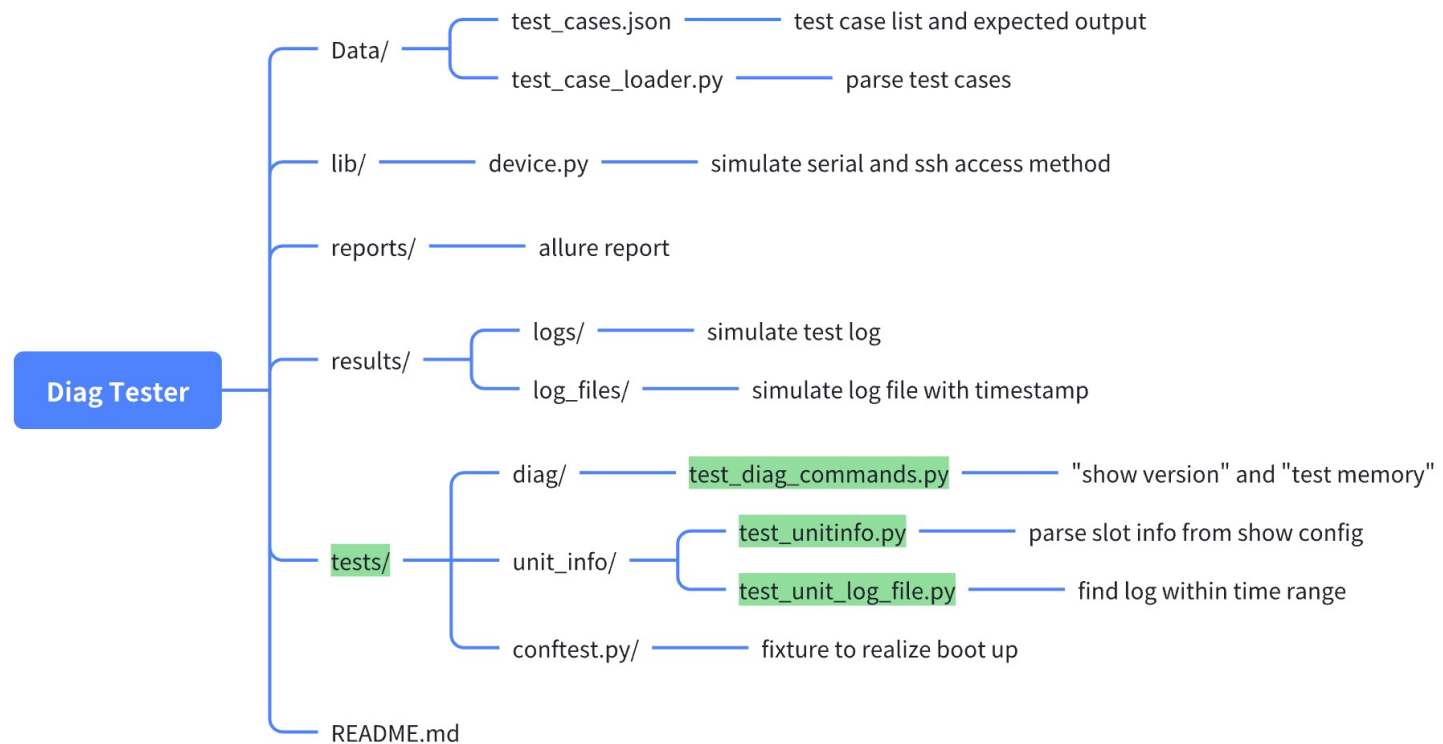 Diag Tester
Data/
test_cases.json
test case list and expected output
test_case_loader.py
parse test cases
lib/
device.py
simulate serial and ssh access method
reports/
allure report
results/
logs/
simulate test log
log_files/
simulate log file with timestamp
tests/
diag/
test_diag_commands.py
"show version" and "test memory"
unit_info/
test_unitinfo.py
parse slot info from show config
test_unit_log_file.py
find log within time range
conftest.py/
fixture to realize boot up
README.md